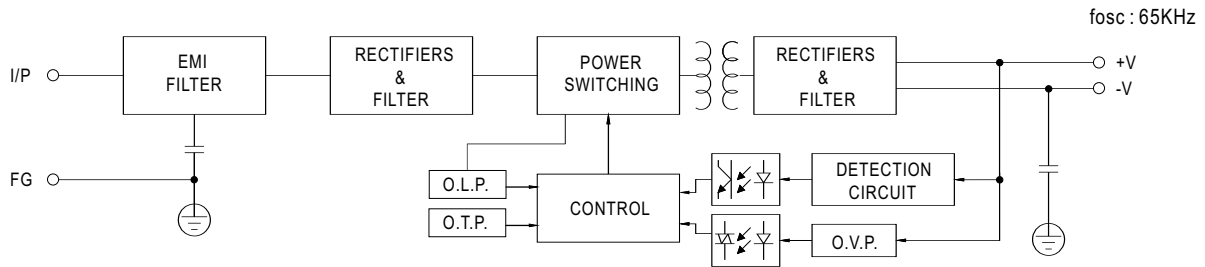 fosc : 65KHz
I/P
EMI
FILTER
RECTIFIERS
&
FILTER
POWER
SWITCHING
RECTIFIERS
&
FILTER
+V
-V
FG
O.L.P.
O.T.P.
CONTROL
DETECTION
CIRCUIT
O.V.P.